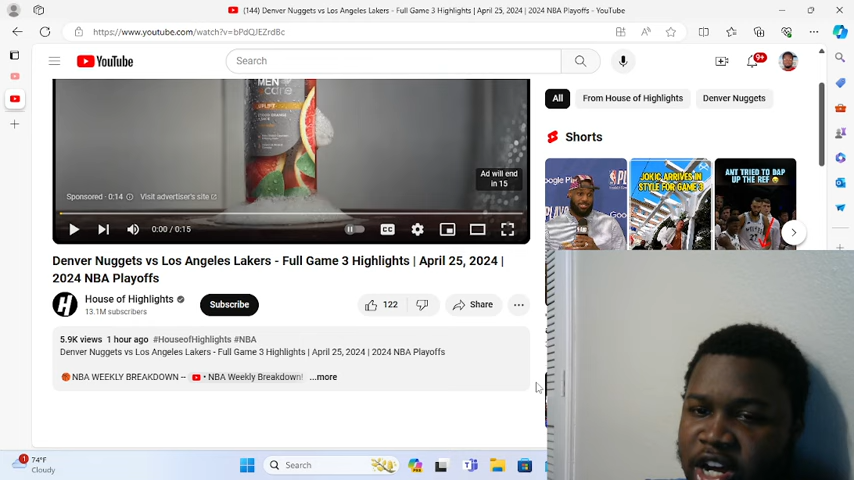 (144) Denver Nuggets vs Los Angeles Lakers - Full Game 3 Highlights | April 25, 2024 | 2024 NBA Playoffs - YouTube
https://www.youtube.com/watch?v=bPdQJEZrdBc
YouTube
Search
9+
All
From House of Highlights
Denver Nuggets
Shorts
MEN
+CARE
UPLIFT
Ad will end
in 15
Sponsored · 0:14
Visit advertiser's site
0:00 / 0:15
CC
JOKIC ARRIVES IN
STYLE FOR GAME 3
ANT TRIED TO DAP
UP THE REF
Denver Nuggets vs Los Angeles Lakers - Full Game 3 Highlights | April 25, 2024 |
2024 NBA Playoffs
House of Highlights
13.1M subscribers
Subscribe
122
Share
5.9K views 1 hour ago #HouseofHighlights #NBA
Denver Nuggets vs Los Angeles Lakers - Full Game 3 Highlights | April 25, 2024 | 2024 NBA Playoffs
🏀NBA WEEKLY BREAKDOWN -- • NBA Weekly Breakdown! ...more
1
74°F
Cloudy
Search